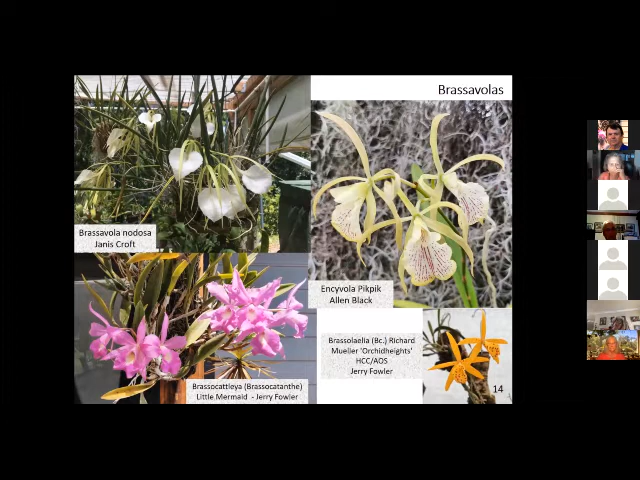 Brassavolas
Brassavola nodosa
Janis Croft
Encyvola Pikpik
Allen Black
Brassocattleya (Brassocatanthe)
Little Mermaid - Jerry Fowler
Brassolaelia (Bc.) Richard
Mueller 'Orchidheights'
HCC/AOS
Jerry Fowler
14